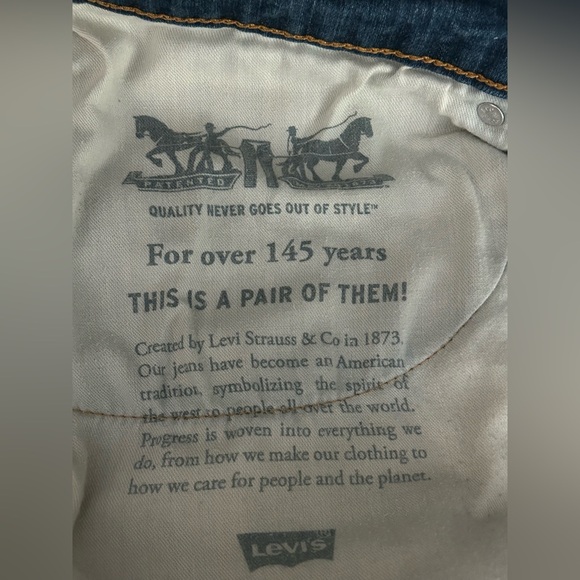 PATENTED
QUALITY NEVER GOES OUT OF STYLE™
For over 145 years
THIS IS A PAIR OF THEM!
Created by Levi Strauss & Co in 1873.
Our jeans have become an American
tradition, symbolizing the spirit of
the west to people all over the world.
Progress is woven into everything we
do, from how we make our clothing to
how we care for people and the planet.
Levi's